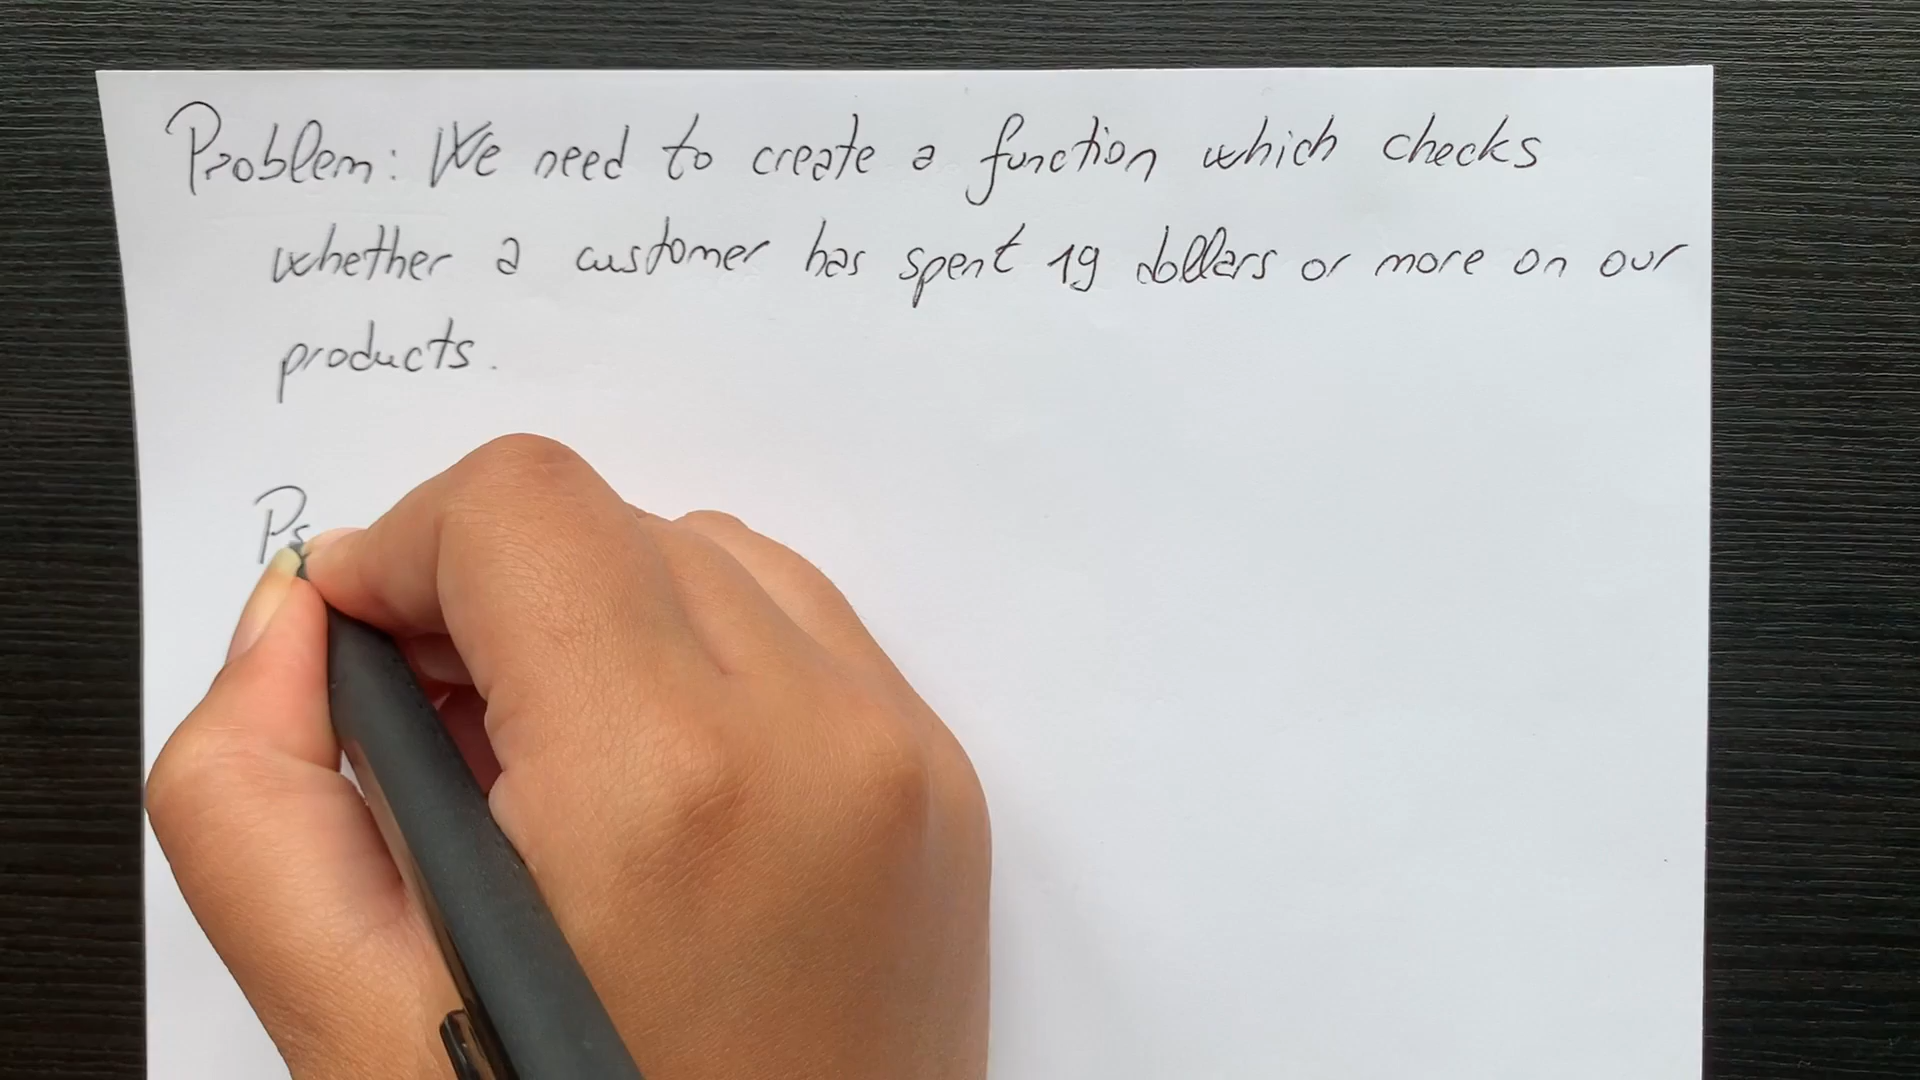 Problem: We need to create a function which checks
whether a customer has spent 19 dollars or more on our
products.
Ps